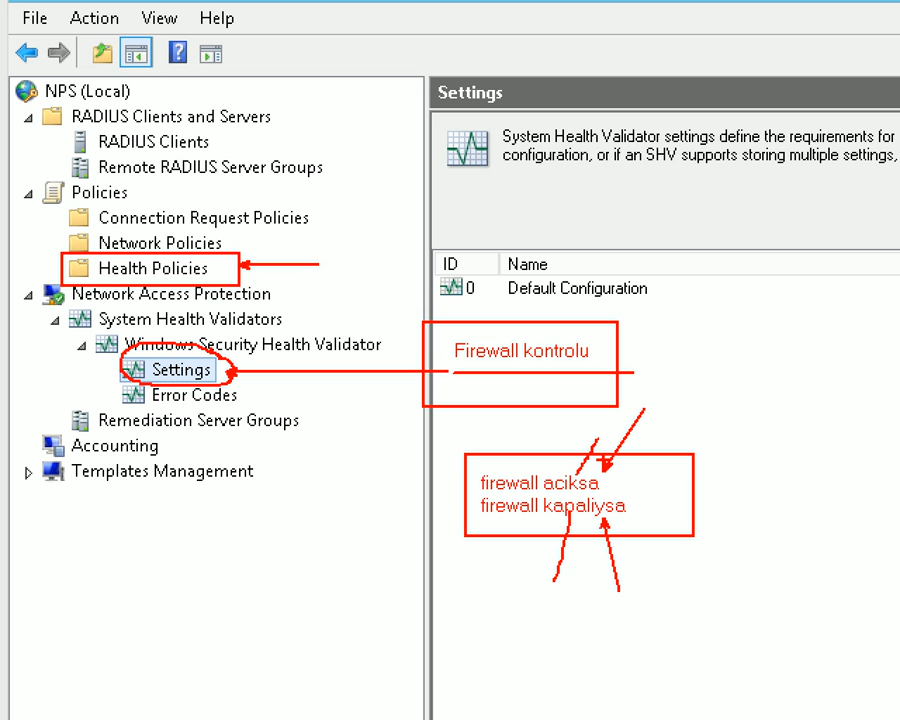 File Action View Help
NPS (Local)
RADIUS Clients and Servers
RADIUS Clients
Remote RADIUS Server Groups
Policies
Connection Request Policies
Network Policies
Health Policies
Network Access Protection
System Health Validators
Windows Security Health Validator
Settings
Error Codes
Remediation Server Groups
Accounting
Templates Management
Settings
System Health Validator settings define the requirements for
configuration, or if an SHV supports storing multiple settings,
ID Name
0 Default Configuration
Firewall kontrolu
firewall aciksa
firewall kapaliysa